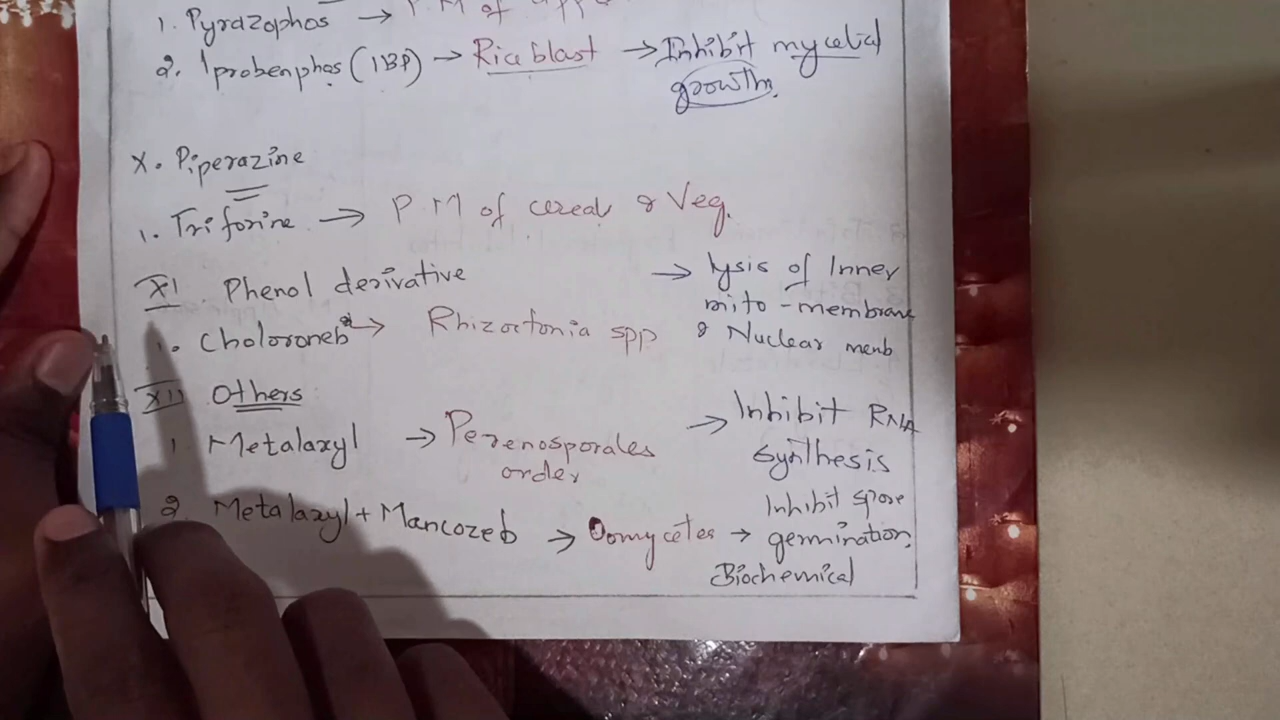 1. Pyrazophos → P.M of
2. Iprobenphos (IBP) → Rice blast → Inhibit mycelial
growth.
X. Piperazine
1. Triforine → P.M of cereal & Veg.
XI. Phenol derivative
1. Choloroneb → Rhizoctonia spp
→ lysis of Inner
mito-membrane
& Nuclear memb
XII Others
1. Metalaxyl → Perenosporales
order
→ Inhibit RNA
synthesis
2. Metalaxyl + Mancozeb → Oomycetes →
Inhibit spore
germination,
Biochemical